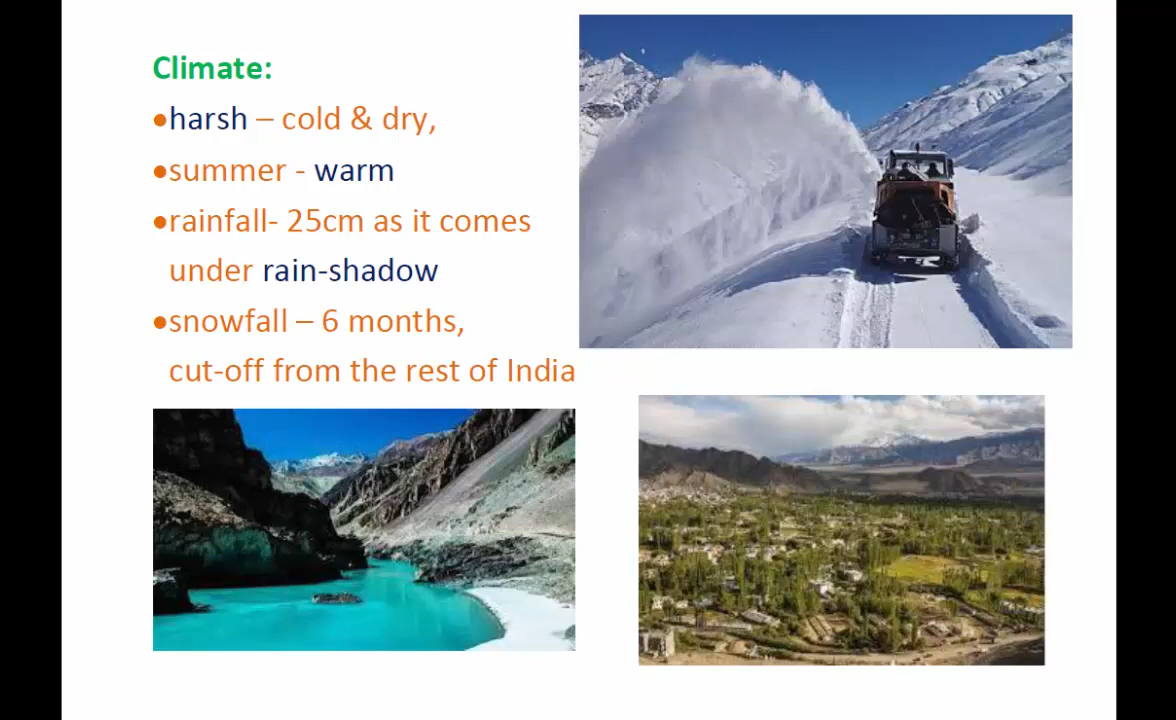 Climate:
•harsh – cold & dry,
•summer - warm
•rainfall- 25cm as it comes
under rain-shadow
•snowfall – 6 months,
cut-off from the rest of India